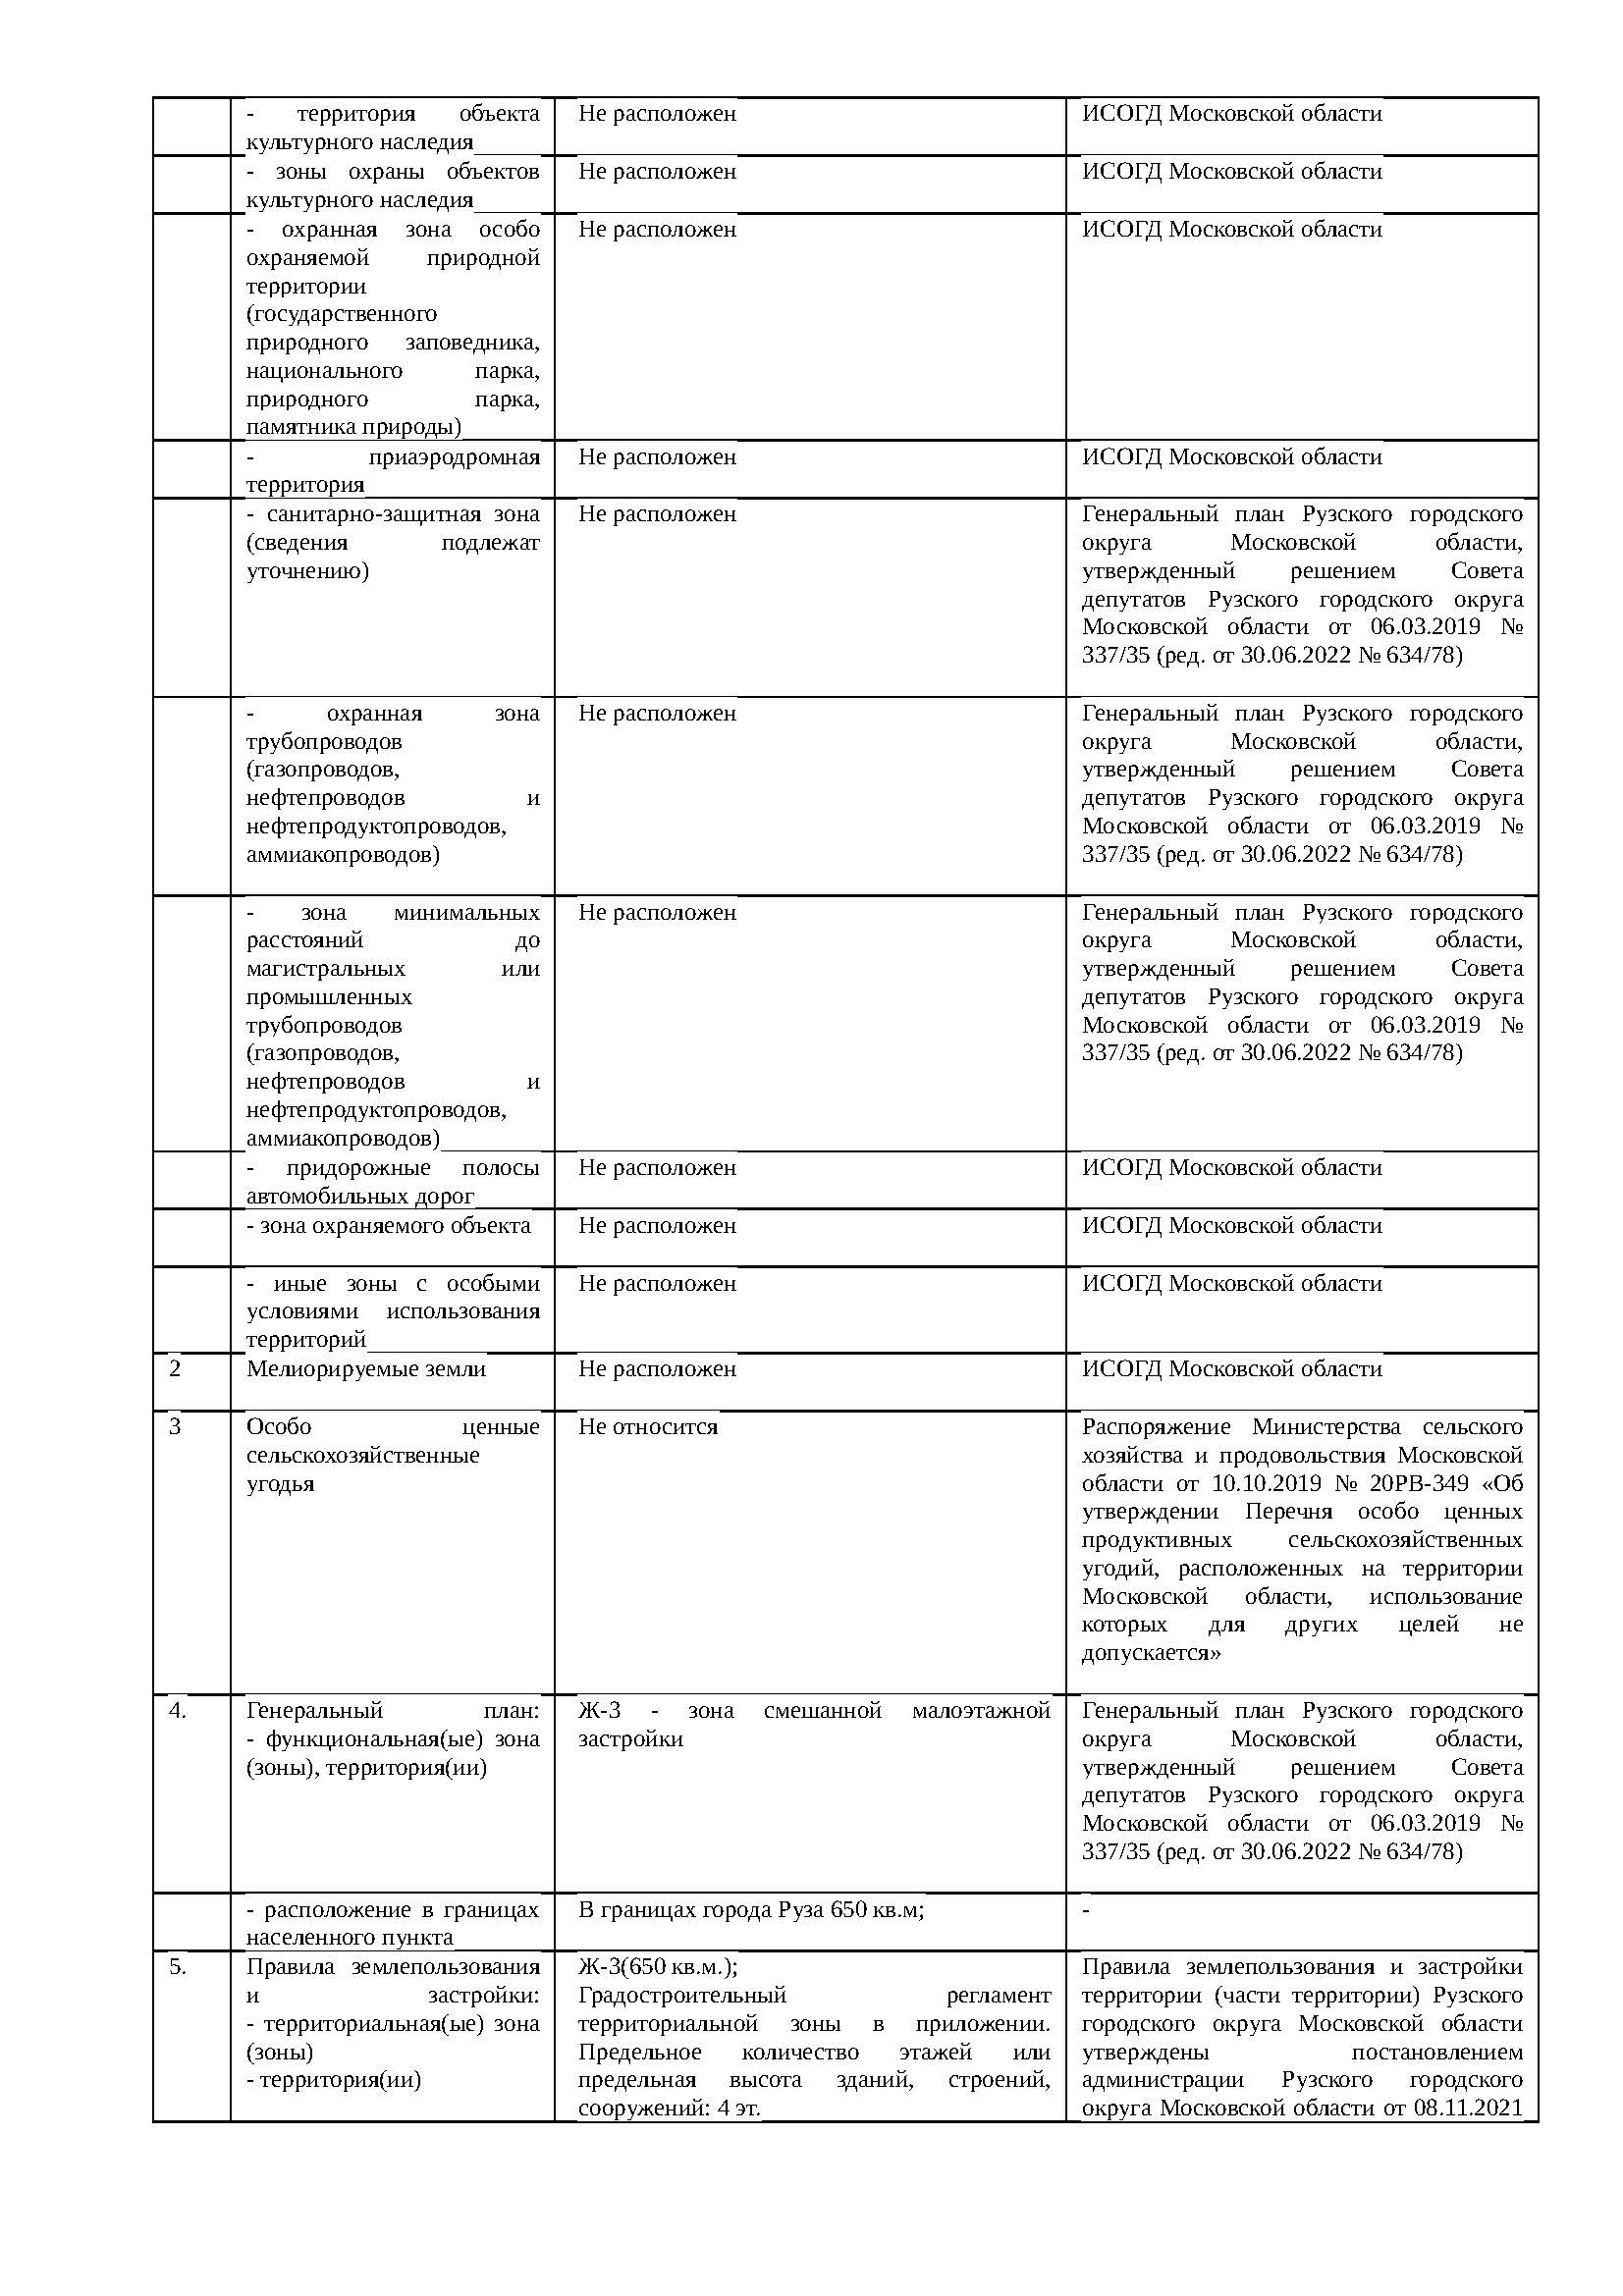 - территория объекта
культурного наследия
Не расположен
ИСОГД Московской области
- зоны охраны объектов
культурного наследия
Не расположен
ИСОГД Московской области
- охранная зона особо
охраняемой природной
территории
(государственного
природного заповедника,
национального парка,
природного парка,
памятника природы)
Не расположен
ИСОГД Московской области
- приаэродромная
территория
Не расположен
ИСОГД Московской области
- санитарно-защитная зона
(сведения подлежат
уточнению)
Не расположен
Генеральный план Рузского городского
округа Московской области,
утвержденный решением Совета
депутатов Рузского городского округа
Московской области от 06.03.2019 №
337/35 (ред. от 30.06.2022 № 634/78)
- охранная зона
трубопроводов
(газопроводов,
нефтепроводов и
нефтепродуктопроводов,
аммиакопроводов)
Не расположен
Генеральный план Рузского городского
округа Московской области,
утвержденный решением Совета
депутатов Рузского городского округа
Московской области от 06.03.2019 №
337/35 (ред. от 30.06.2022 № 634/78)
- зона минимальных
расстояний до
магистральных или
промышленных
трубопроводов
(газопроводов,
нефтепроводов и
нефтепродуктопроводов,
аммиакопроводов)
Не расположен
Генеральный план Рузского городского
округа Московской области,
утвержденный решением Совета
депутатов Рузского городского округа
Московской области от 06.03.2019 №
337/35 (ред. от 30.06.2022 № 634/78)
- придорожные полосы
автомобильных дорог
Не расположен
ИСОГД Московской области
- зона охраняемого объекта
Не расположен
ИСОГД Московской области
- иные зоны с особыми
условиями использования
территорий
Не расположен
ИСОГД Московской области
2
Мелиорируемые земли
Не расположен
ИСОГД Московской области
3
Особо ценные
сельскохозяйственные
угодья
Не относится
Распоряжение Министерства сельского
хозяйства и продовольствия Московской
области от 10.10.2019 № 20РВ-349 «Об
утверждении Перечня особо ценных
продуктивных сельскохозяйственных
угодий, расположенных на территории
Московской области, использование
которых для других целей не
допускается»
4.
Генеральный план:
- функциональная(ые) зона
(зоны), территория(ии)
Ж-3 - зона смешанной малоэтажной
застройки
Генеральный план Рузского городского
округа Московской области,
утвержденный решением Совета
депутатов Рузского городского округа
Московской области от 06.03.2019 №
337/35 (ред. от 30.06.2022 № 634/78)
- расположение в границах
населенного пункта
В границах города Руза 650 кв.м;
-
5.
Правила землепользования
и застройки:
- территориальная(ые) зона
(зоны)
- территория(ии)
Ж-3(650 кв.м.);
Градостроительный регламент
территориальной зоны в приложении.
Предельное количество этажей или
предельная высота зданий, строений,
сооружений: 4 эт.
Правила землепользования и застройки
территории (части территории) Рузского
городского округа Московской области
утверждены постановлением
администрации Рузского городского
округа Московской области от 08.11.2021